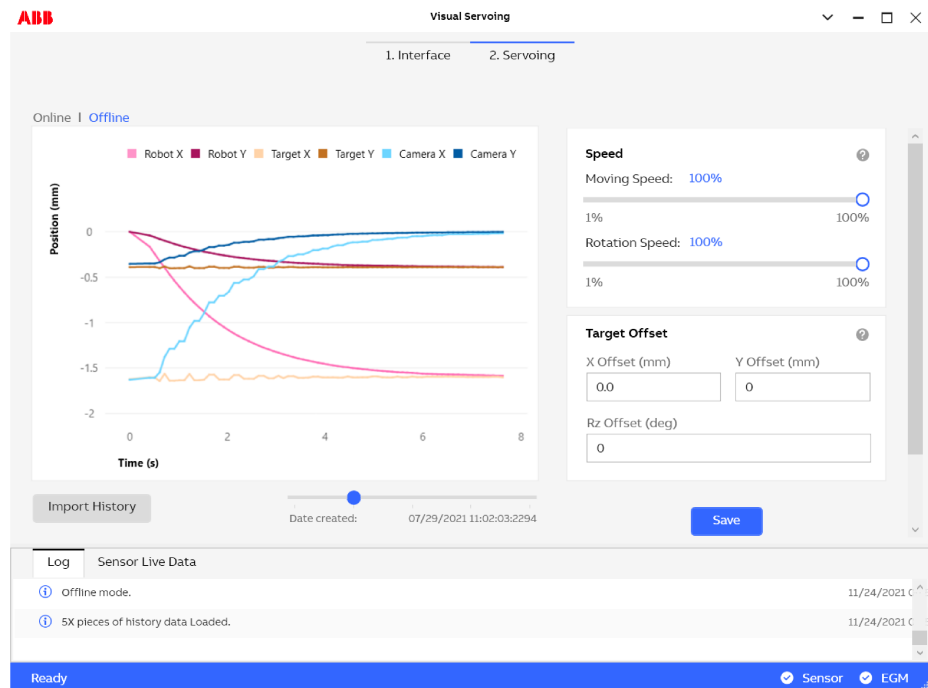 ABB
Visual Servoing
1. Interface
2. Servoing
Online | Offline
Robot X Robot Y Target X Target Y Camera X Camera Y
Position (mm)
0
-0.5
-1
-1.5
-2
0 2 4 6 8
Time (s)
Speed
Moving Speed: 100%
1% 100%
Rotation Speed: 100%
1% 100%
Target Offset
X Offset (mm) Y Offset (mm)
0.0 0
Rz Offset (deg)
0
Import History
Date created: 07/29/2021 11:02:03:2294
Save
Log Sensor Live Data
Offline mode. 11/24/2021
5X pieces of history data Loaded. 11/24/2021
Ready Sensor EGM